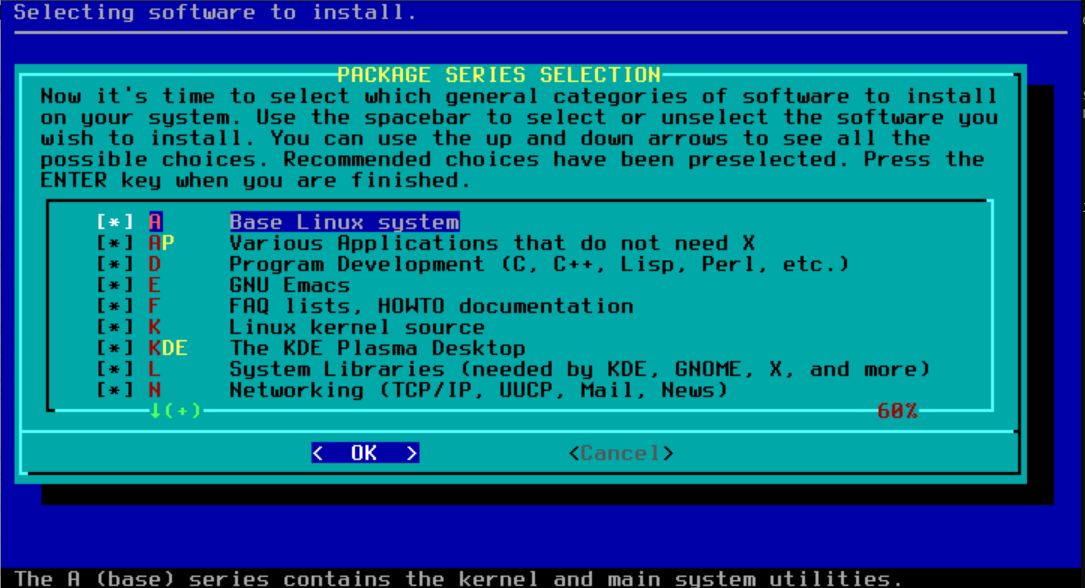 Selecting software to install.
PACKAGE SERIES SELECTION
Now it's time to select which general categories of software to install
on your system. Use the spacebar to select or unselect the software you
wish to install. You can use the up and down arrows to see all the
possible choices. Recommended choices have been preselected. Press the
ENTER key when you are finished.
[*] A Base Linux system
[*] AP Various Applications that do not need X
[*] D Program Development (C, C++, Lisp, Perl, etc.)
[*] E GNU Emacs
[*] F FAQ lists, HOWTO documentation
[*] K Linux kernel source
[*] KDE The KDE Plasma Desktop
[*] L System Libraries (needed by KDE, GNOME, X, and more)
[*] N Networking (TCP/IP, UUCP, Mail, News)
↓(+) 60%
< OK > <Cancel>
The A (base) series contains the kernel and main system utilities.